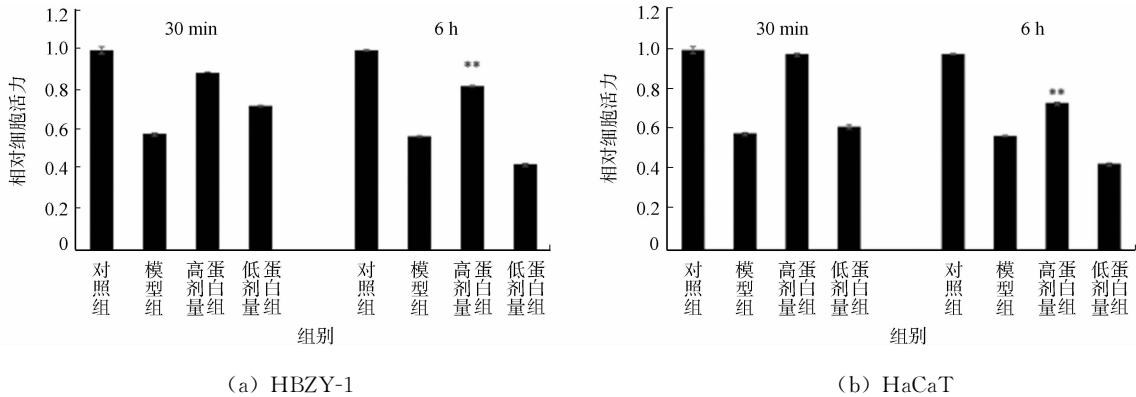 1.2
1.0
0.8
0.6
0.4
0.2
0
相对细胞活力
30 min
6 h
**
对照组
模型组
高剂量
蛋白组
低剂量
蛋白组
对照组
模型组
高剂量
蛋白组
低剂量
蛋白组
组别
(a) HBZY-1
1.2
1.0
0.8
0.6
0.4
0.2
0
相对细胞活力
30 min
6 h
**
对照组
模型组
高剂量
蛋白组
低剂量
蛋白组
对照组
模型组
高剂量
蛋白组
低剂量
蛋白组
组别
(b) HaCaT